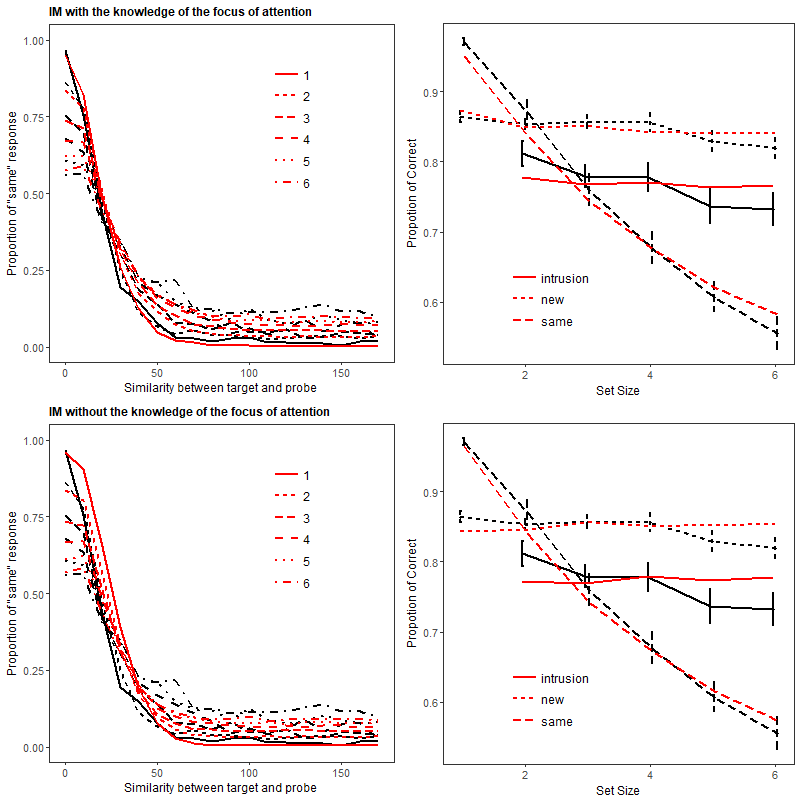 IM with the knowledge of the focus of attention
1.00
0.75
0.50
0.25
0.00
Proportion of "same" response
1
2
3
4
5
6
0 50 100 150
Similarity between target and probe
0.9
0.8
0.7
0.6
Propotion of Correct
intrusion
new
same
2 4 6
Set Size
IM without the knowledge of the focus of attention
1.00
0.75
0.50
0.25
0.00
Proportion of"same" response
1
2
3
4
5
6
0 50 100 150
Similarity between target and probe
0.9
0.8
0.7
0.6
Propotion of Correct
intrusion
new
same
2 4 6
Set Size